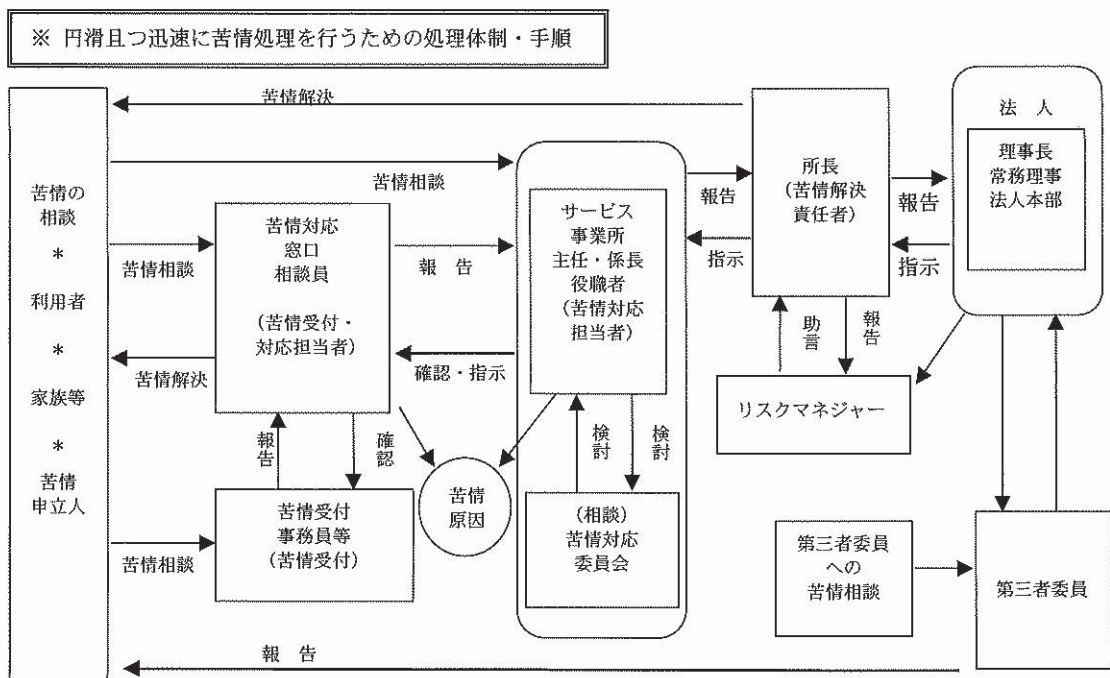 ※ 円滑且つ迅速に苦情処理を行うための処理体制・手順
苦情の
相談
*
利用者
*
家族等
*
苦情
申立人
苦情解決
苦情相談
苦情相談
苦情対応
窓口
相談員
(苦情受付・
対応担当者)
報 告
苦情解決
確認・指示
報告
確認
苦情受付
事務員等
(苦情受付)
苦情相談
苦情
原因
サービス
事業所
主任・係長
役職者
(苦情対応
担当者)
検討
検討
(相談)
苦情対応
委員会
報告
指示
所長
(苦情解決
責任者)
報告
指示
法 人
理事長
常務理事
法人本部
助言
報告
リスクマネジャー
第三者委員
への
苦情相談
第三者委員
報 告